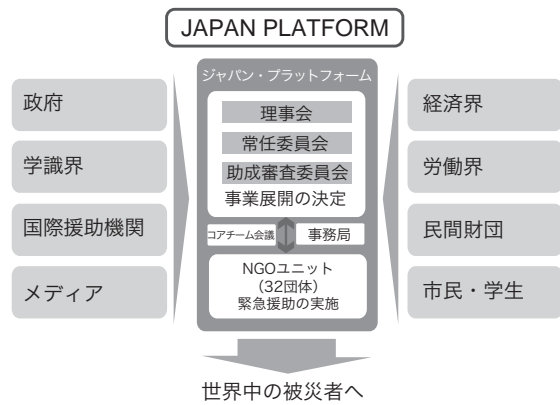 JAPAN PLATFORM
政府
学識界
国際援助機関
メディア
ジャパン・プラットフォーム
理事会
常任委員会
助成審査委員会
事業展開の決定
コアチーム会議
事務局
NGOユニット
（32団体）
緊急援助の実施
経済界
労働界
民間財団
市民・学生
世界中の被災者へ